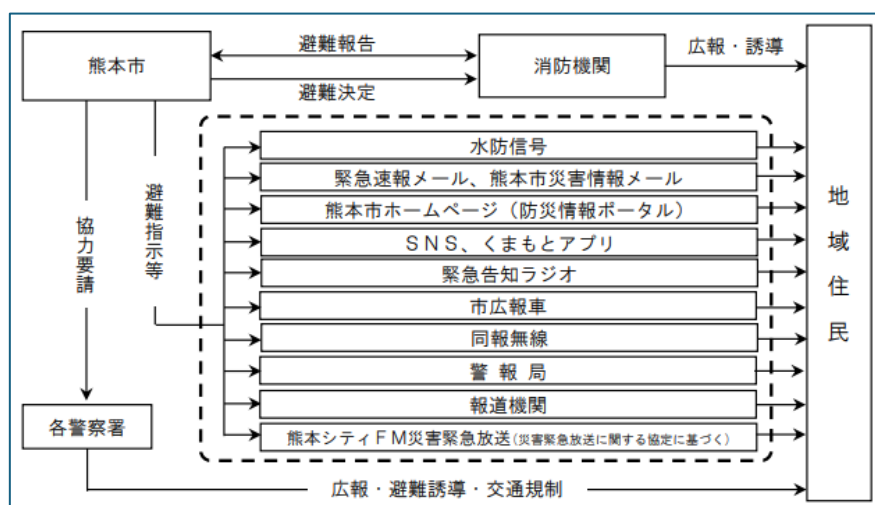 避難報告
広報・誘導
熊本市
消防機関
避難決定
水防信号
緊急速報メール、熊本市災害情報メール
熊本市ホームページ（防災情報ポータル）
ＳＮＳ、くまもとアプリ
緊急告知ラジオ
市広報車
同報無線
警 報 局
報道機関
熊本シティＦＭ災害緊急放送（災害緊急放送に関する協定に基づく）
協力要請
避難指示等
地域住民
各警察署
広報・避難誘導・交通規制